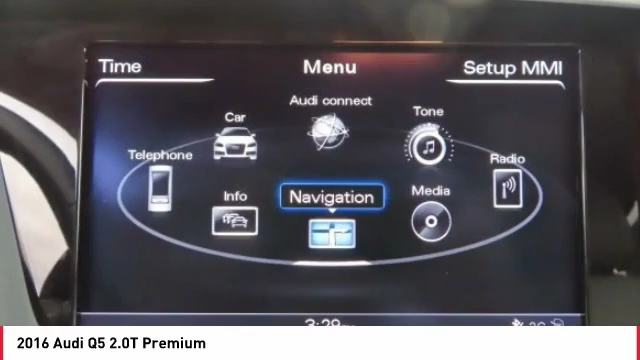 Time Menu Setup MMI
Audi connect
Car Tone
Telephone Radio
Info Navigation Media
2016 Audi Q5 2.0T Premium